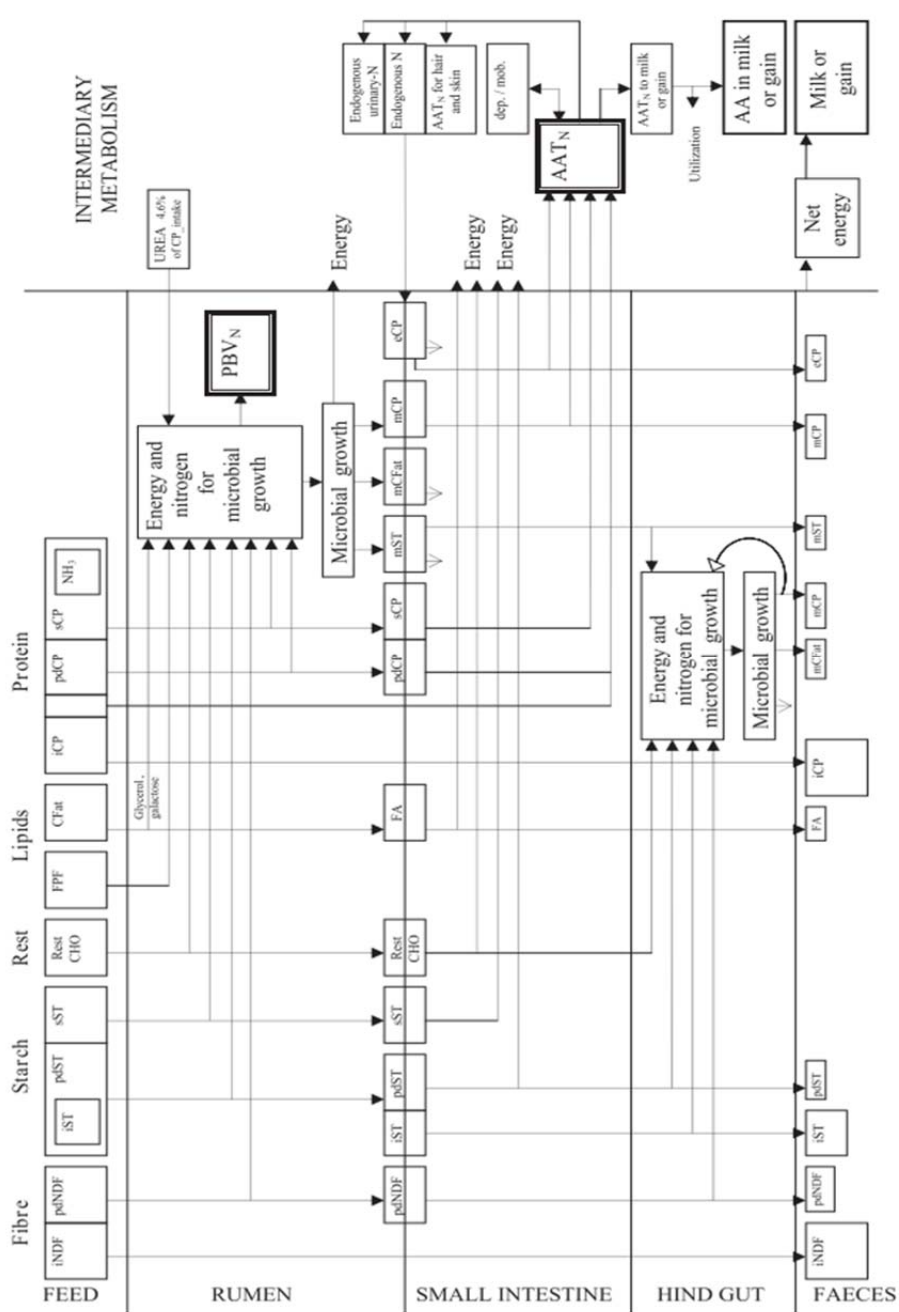 INTERMEDIARY
METABOLISM
Protein
Lipids
Rest
Starch
Fibre
FEED
iNDF
pdNDF
iST
pdST
sST
Rest
CHO
FPF
CFat
iCP
pdCP
sCP
NH3
RUMEN
Glycerol,
galactose
Energy and
nitrogen
for
microbial
growth
PBVN
UREA 4.6%
of CP_intake
Microbial growth
Energy
SMALL INTESTINE
pdNDF
iST
pdST
sST
Rest
CHO
FA
pdCP
sCP
mST
mCFat
mCP
eCP
Energy
Energy
Endogenous
urinary-N
Endogenous N
AATN for hair
and skin
dep. / mob.
AATN
AATN to milk
or gain
Utilization
AA in milk
or gain
HIND GUT
Energy and
nitrogen for
microbial growth
Microbial growth
FAECES
iNDF
pdNDF
iST
pdST
FA
iCP
mCFat
mCP
mST
mCP
eCP
Net
energy
Milk or
gain